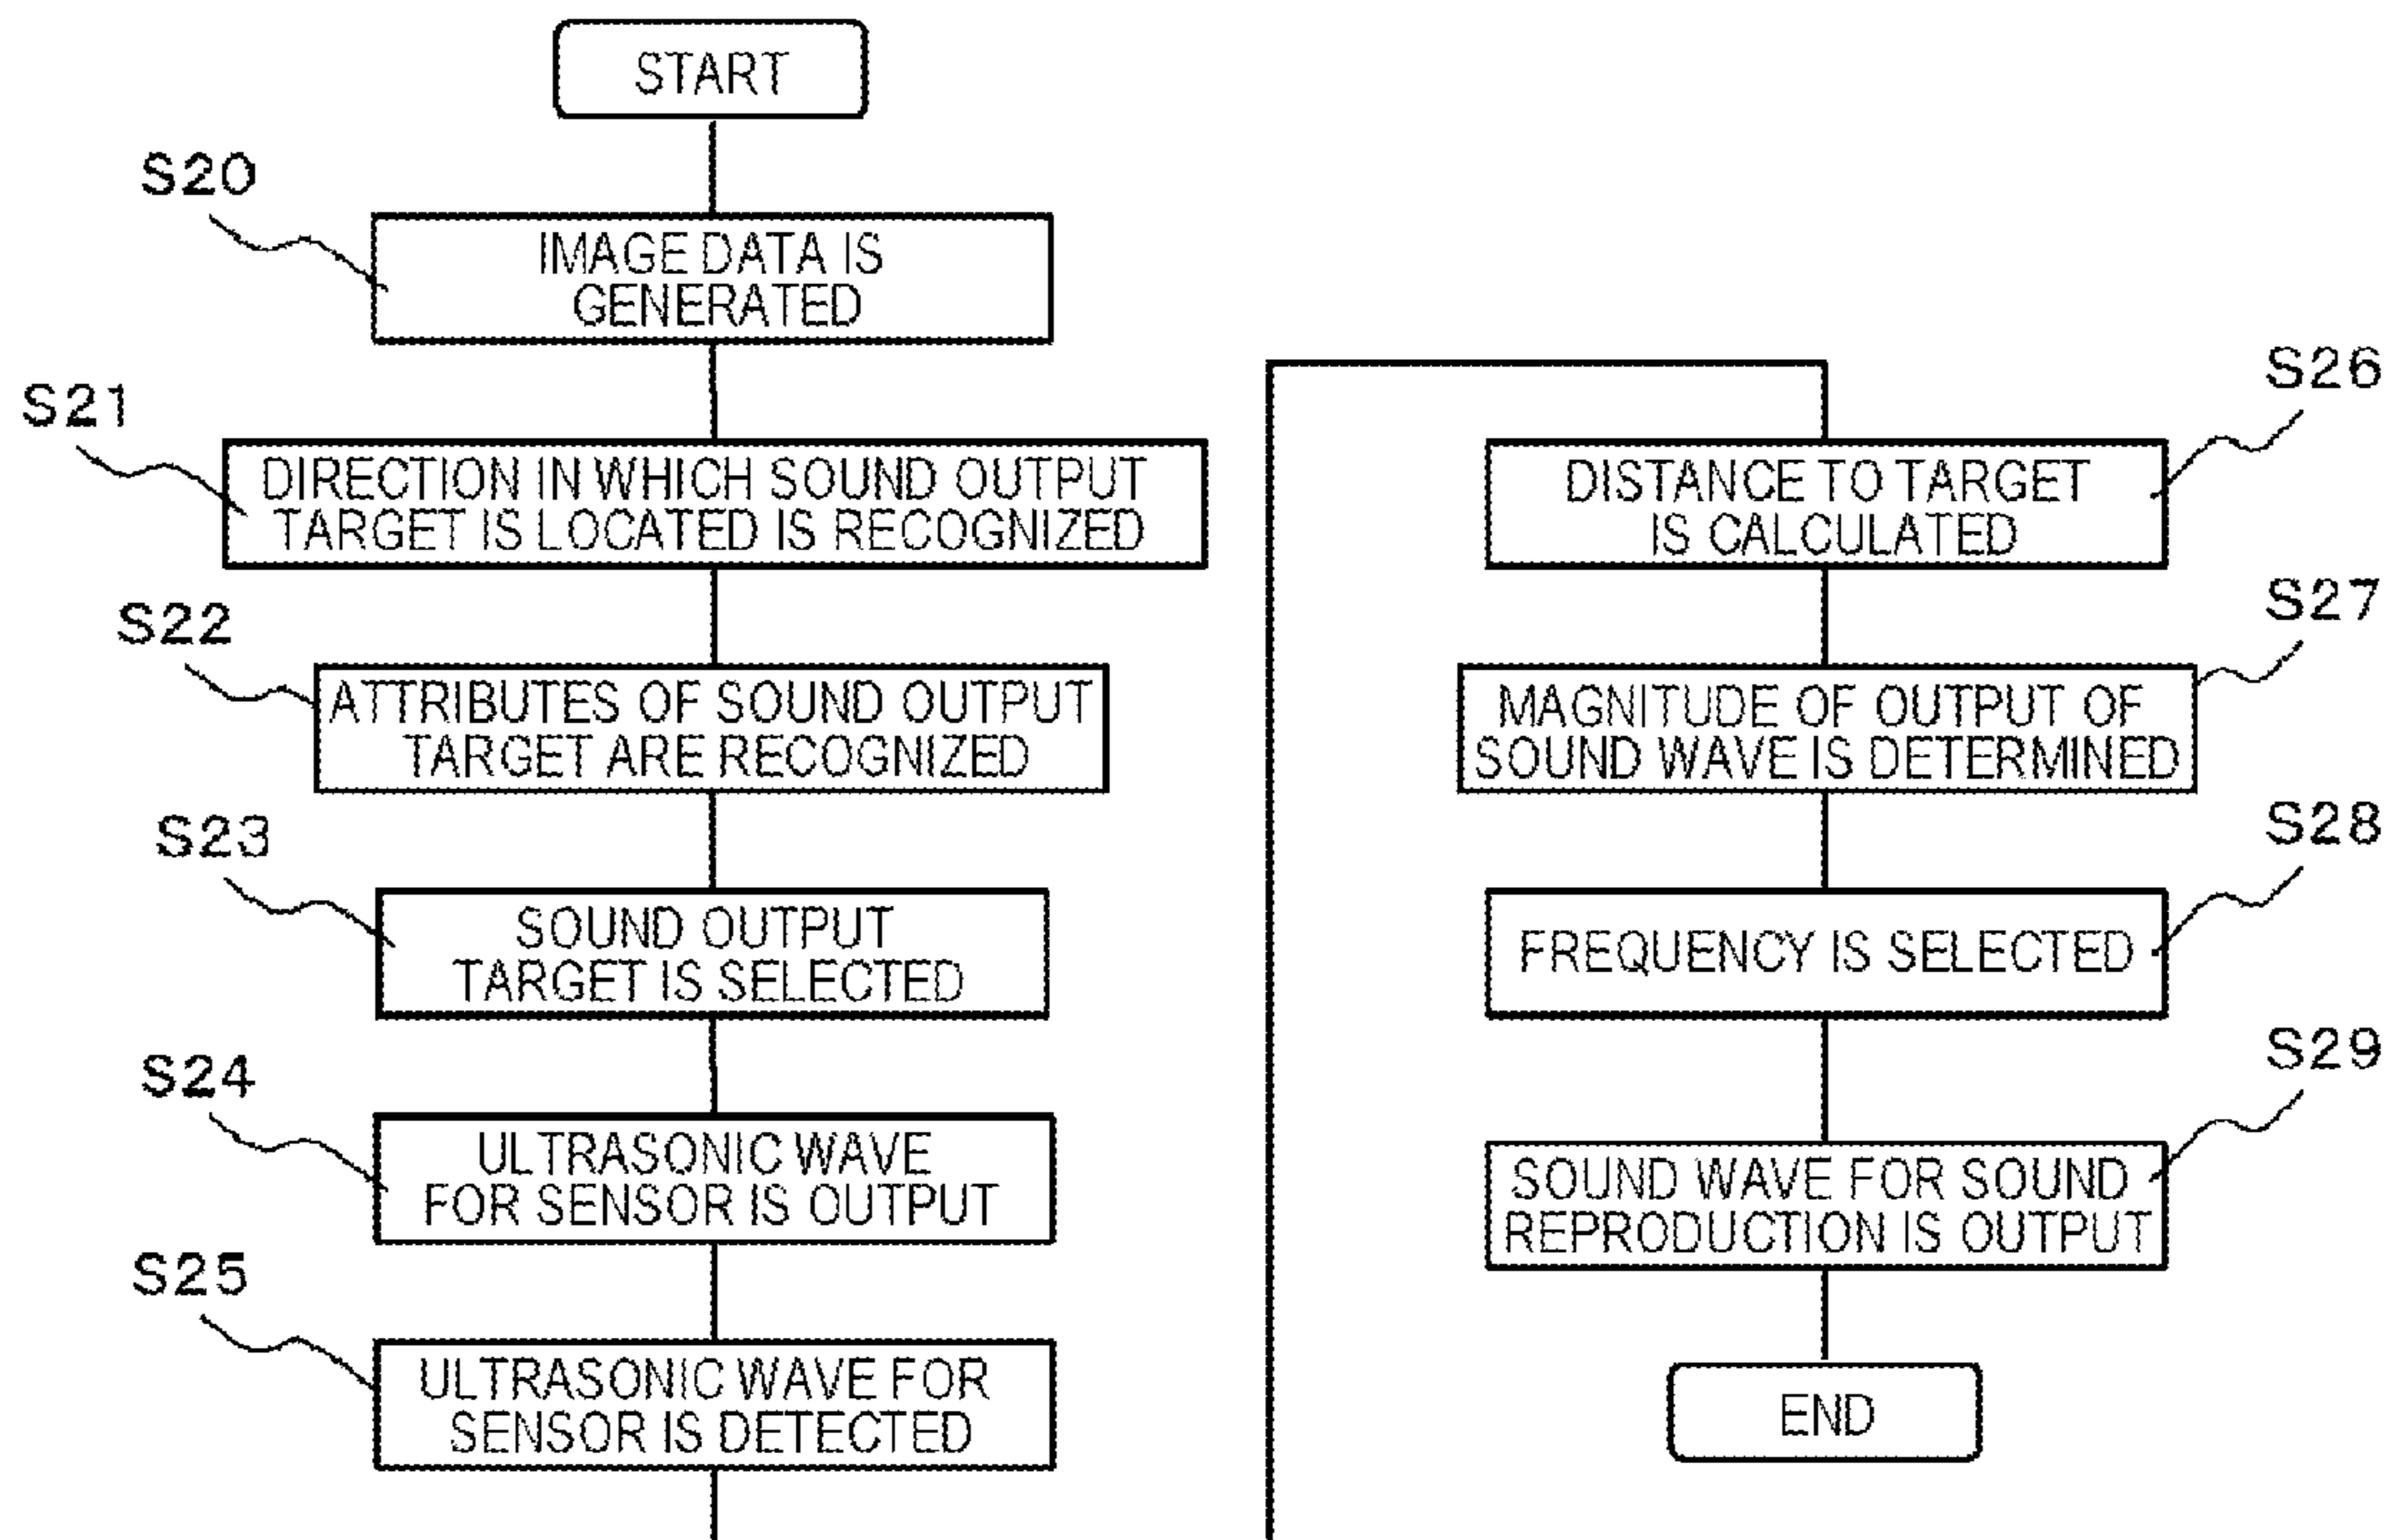 START
S20
IMAGE DATA IS
GENERATED
S21
DIRECTION IN WHICH SOUND OUTPUT
TARGET IS LOCATED IS RECOGNIZED
S22
ATTRIBUTES OF SOUND OUTPUT
TARGET ARE RECOGNIZED
S23
SOUND OUTPUT
TARGET IS SELECTED
S24
ULTRASONIC WAVE
FOR SENSOR IS OUTPUT
S25
ULTRASONIC WAVE FOR
SENSOR IS DETECTED
S26
DISTANCE TO TARGET
IS CALCULATED
S27
MAGNITUDE OF OUTPUT OF
SOUND WAVE IS DETERMINED
S28
FREQUENCY IS SELECTED
S29
SOUND WAVE FOR SOUND
REPRODUCTION IS OUTPUT
END